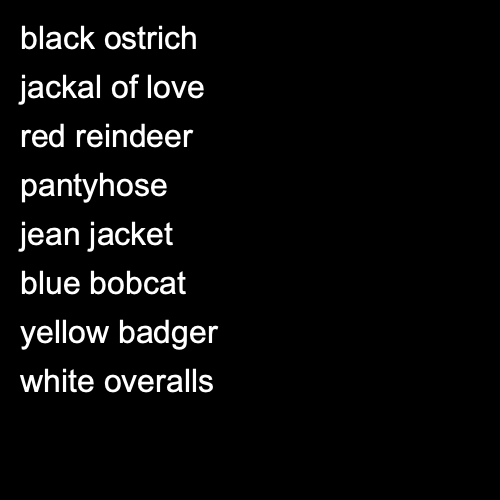 black ostrich
jackal of love
red reindeer
pantyhose
jean jacket
blue bobcat
yellow badger
white overalls